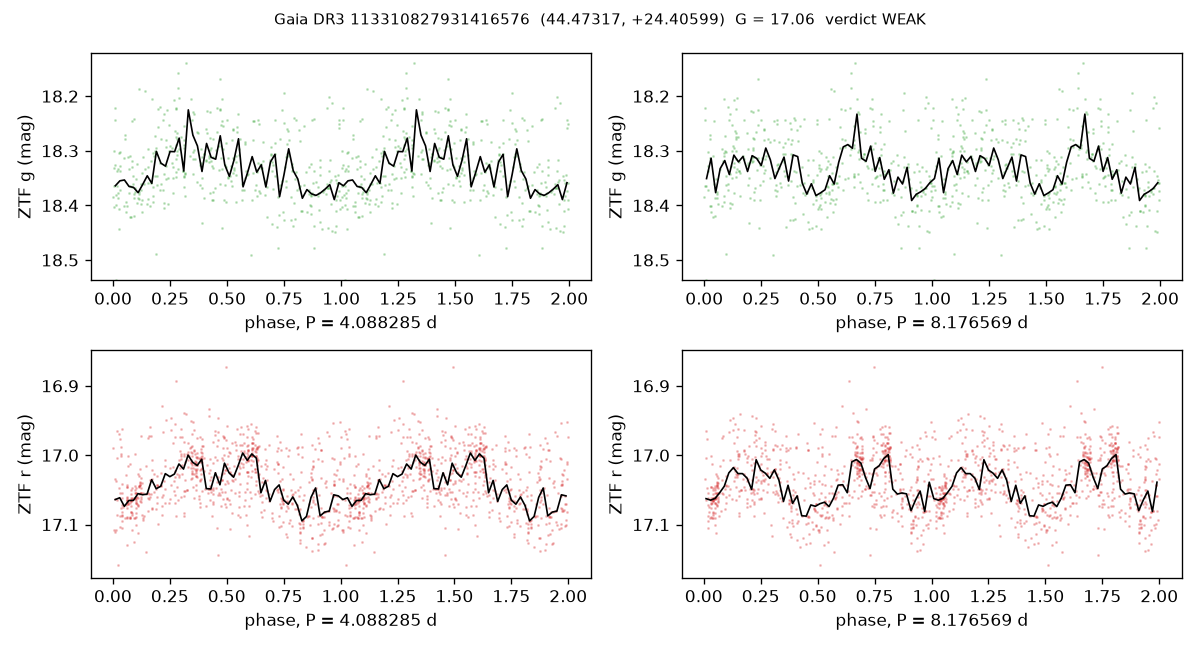 Gaia DR3 113310827931416576 (44.47317, +24.40599) G = 17.06 verdict WEAK
ZTF g (mag)
18.2
18.3
18.4
18.5
0.00 0.25 0.50 0.75 1.00 1.25 1.50 1.75 2.00
phase, P = 4.088285 d
ZTF g (mag)
18.2
18.3
18.4
18.5
0.00 0.25 0.50 0.75 1.00 1.25 1.50 1.75 2.00
phase, P = 8.176569 d
ZTF r (mag)
16.9
17.0
17.1
0.00 0.25 0.50 0.75 1.00 1.25 1.50 1.75 2.00
phase, P = 4.088285 d
ZTF r (mag)
16.9
17.0
17.1
0.00 0.25 0.50 0.75 1.00 1.25 1.50 1.75 2.00
phase, P = 8.176569 d